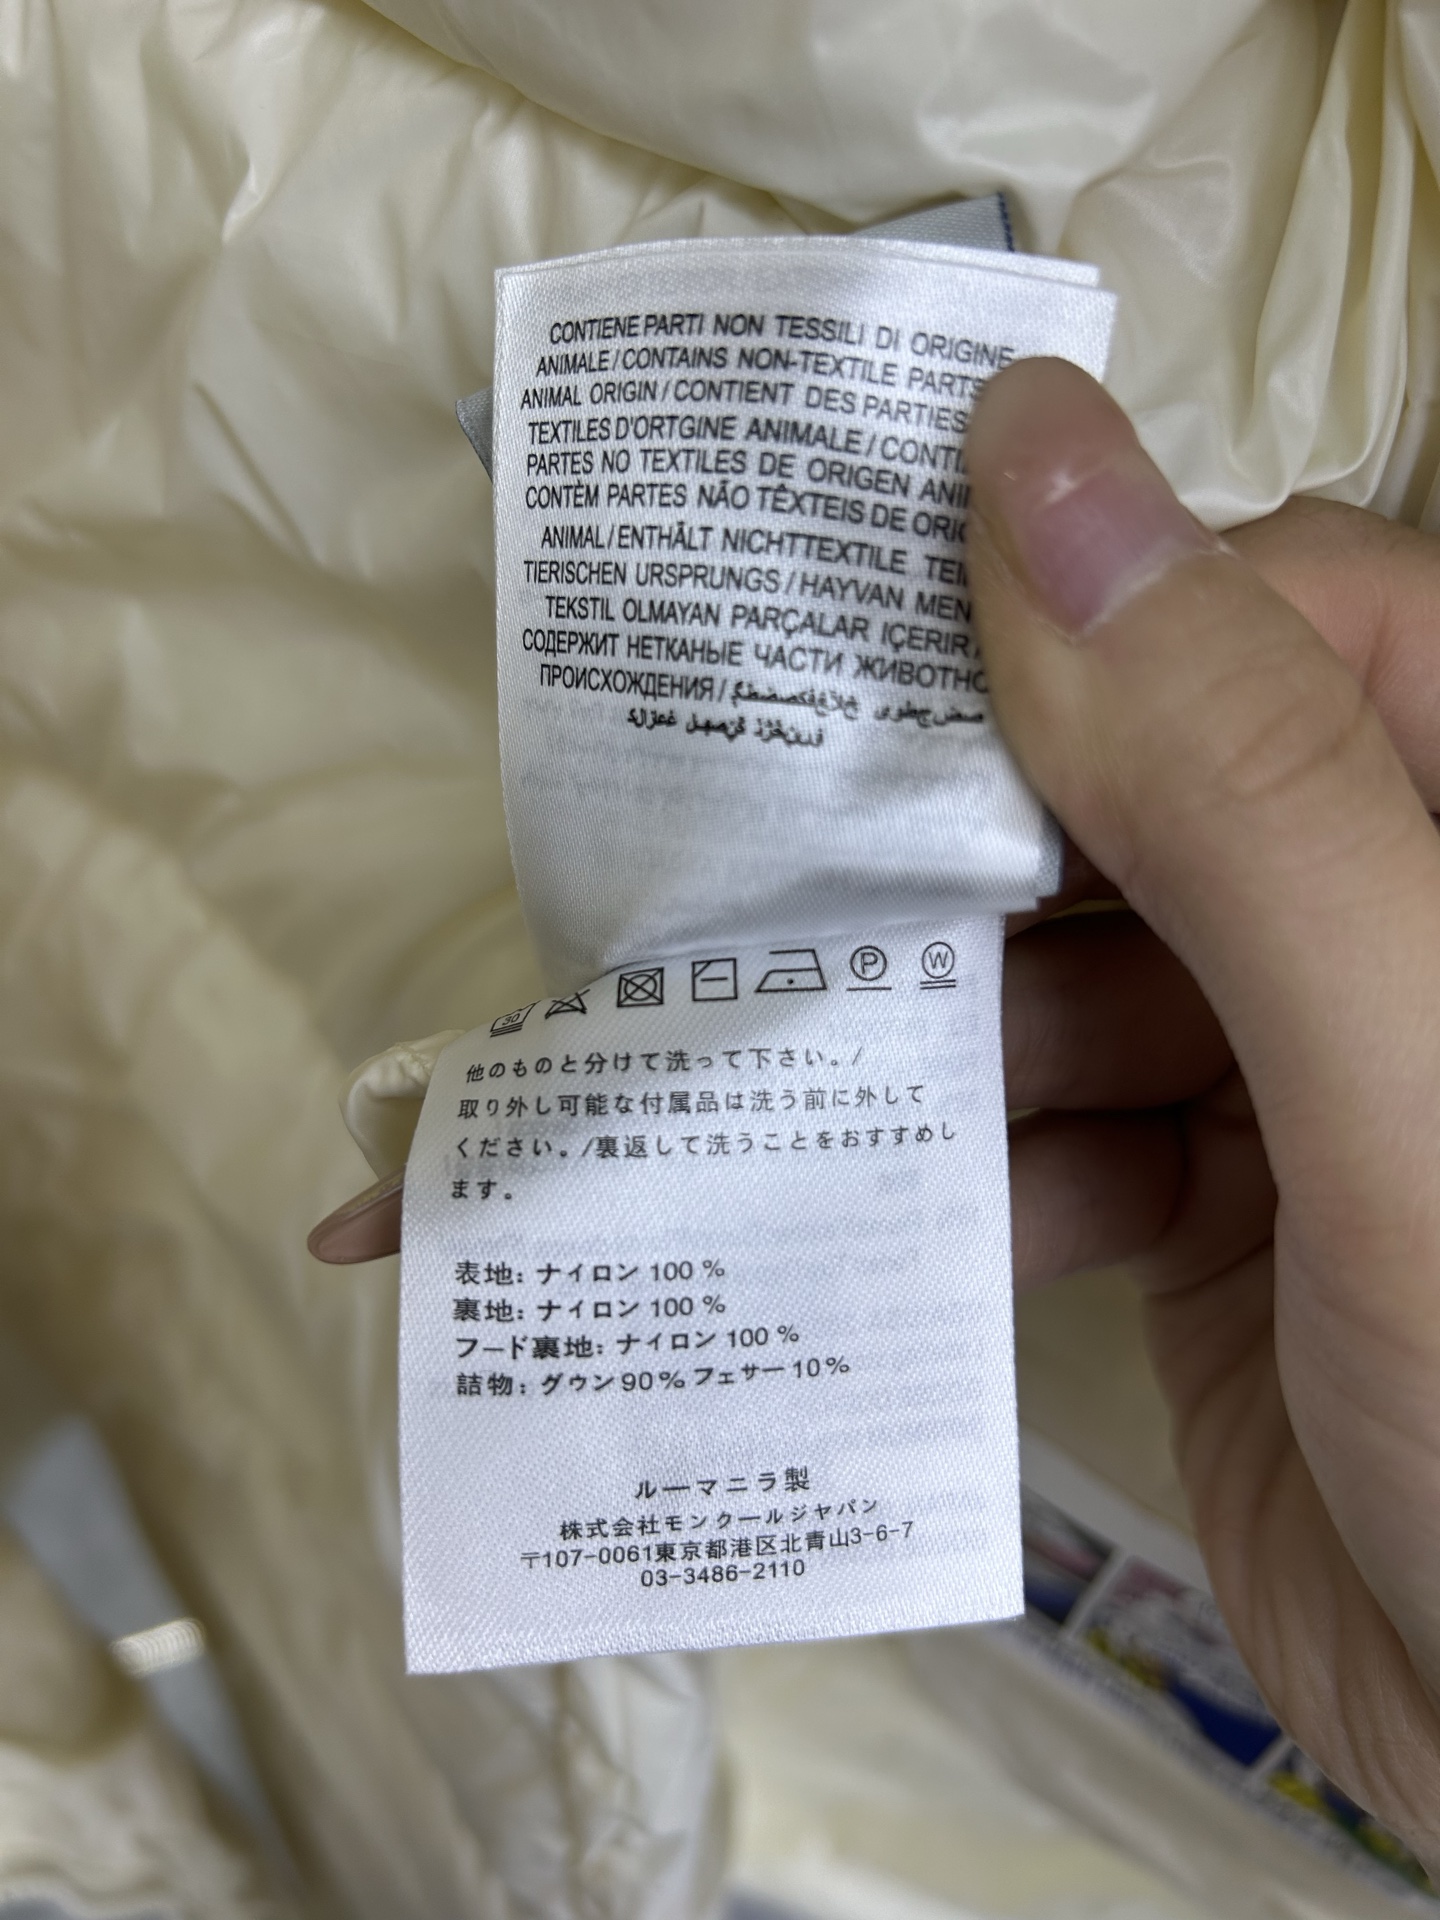 CONTIENE PARTI NON TESSILI DI ORIGINE
ANIMALE / CONTAINS NON-TEXTILE PARTS
ANIMAL ORIGIN / CONTIENT DES PARTIES
TEXTILES D'ORTGINE ANIMALE / CONTI
PARTES NO TEXTILES DE ORIGEN ANI
CONTÈM PARTES NÃO TÊXTEIS DE ORIG
ANIMAL / ENTHÄLT NICHTTEXTILE TEI
TIERISCHEN URSPRUNGS / HAYVAN MEN
TEKSTIL OLMAYAN PARÇALAR IÇERIR
СОДЕРЖИТ НЕТКАНЫЕ ЧАСТИ ЖИВОТНО
ПРОИСХОЖДЕНИЯ /
30 P W
他のものと分けて洗って下さい。/
取り外し可能な付属品は洗う前に外して
ください。/裏返して洗うことをおすすめし
ます。
表地: ナイロン 100 %
裏地: ナイロン 100 %
フード裏地: ナイロン 100 %
詰物: グウン 90% フェサー 10%
ルーマニラ製
株式会社モンクールジャパン
〒107-0061東京都港区北青山3-6-7
03-3486-2110